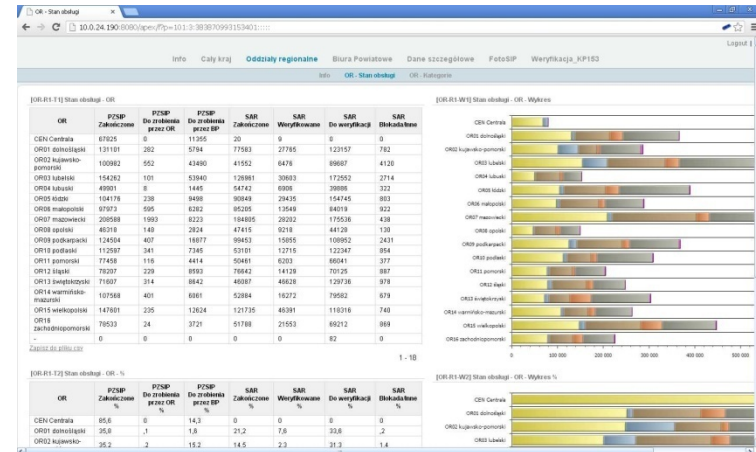 OR - Stan obsługi
10.0.24.190:8080/apex/f?p=101:3:383870993153401:::::
Logout
Info Cały kraj Oddziały regionalne Biura Powiatowe Dane szczegółowe FotoSIP Weryfikacja_KP153
Info OR - Stan obsługi OR - Kategorie
[OR-R1-T1] Stan obsługi - OR
OR PZSIP Zakończone PZSIP Do zrobienia przez OR PZSIP Do zrobienia przez BP SAR Zakończone SAR Weryfikowane SAR Do weryfikacji SAR Blokada/Inne
CEN Centrala 67825 0 11355 20 9 0 0
OR01 dolnośląski 131101 282 5794 77583 27765 123157 782
OR02 kujawsko-pomorski 100982 552 43490 41552 6476 89687 4120
OR03 lubelski 154262 101 53940 126961 30603 172552 2714
OR04 lubuski 49901 8 1445 54742 6906 39886 322
OR05 łódzki 104176 238 9498 90849 29435 154745 803
OR06 małopolski 97973 595 6282 85205 13549 84019 922
OR07 mazowiecki 208588 1993 8223 184805 28202 175536 438
OR08 opolski 46318 148 2824 47415 9218 44128 138
OR09 podkarpacki 124504 407 16877 99453 15855 108952 2431
OR10 podlaski 112597 341 7345 53101 12715 122347 854
OR11 pomorski 77458 116 4414 50461 6203 66041 377
OR12 śląski 78207 229 8593 76642 14128 70125 887
OR13 świętokrzyski 71607 314 8642 46087 46628 129736 978
OR14 warmińsko-mazurski 107568 401 6061 52884 16272 79582 679
OR15 wielkopolski 147601 235 12624 121735 46391 118316 740
OR16 zachodniopomorski 78533 24 3721 51788 21553 69212 869
- 0 0 0 0 0 82 0
Zapisz do pliku csv
1 - 18
[OR-R1-T2] Stan obsługi - OR - %
OR PZSIP Zakończone % PZSIP Do zrobienia przez OR % PZSIP Do zrobienia przez BP % SAR Zakończone % SAR Weryfikowane % SAR Do weryfikacji % SAR Blokada/Inne %
CEN Centrala 85,6 0 14,3 0 0 0 0
OR01 dolnośląski 35,8 ,1 1,6 21,2 7,6 33,6 ,2
OR02 kujawsko- 35,2 ,2 15,2 14,5 2,3 31,3 1,4
[OR-R1-W1] Stan obsługi - OR - Wykres
CEN Centrala
OR01 dolnośląski
OR02 kujawsko-pomorski
OR03 lubelski
OR04 lubuski
OR05 łódzki
OR06 małopolski
OR07 mazowiecki
OR08 opolski
OR09 podkarpacki
OR10 podlaski
OR11 pomorski
OR12 śląski
OR13 świętokrzyski
OR14 warmińsko-mazurski
OR15 wielkopolski
OR16 zachodniopomorski
0 100 000 200 000 300 000 400 000 500 000
[OR-R1-W2] Stan obsługi - OR - Wykres %
CEN Centrala
OR01 dolnośląski
OR02 kujawsko-pomorski
OR03 lubelski